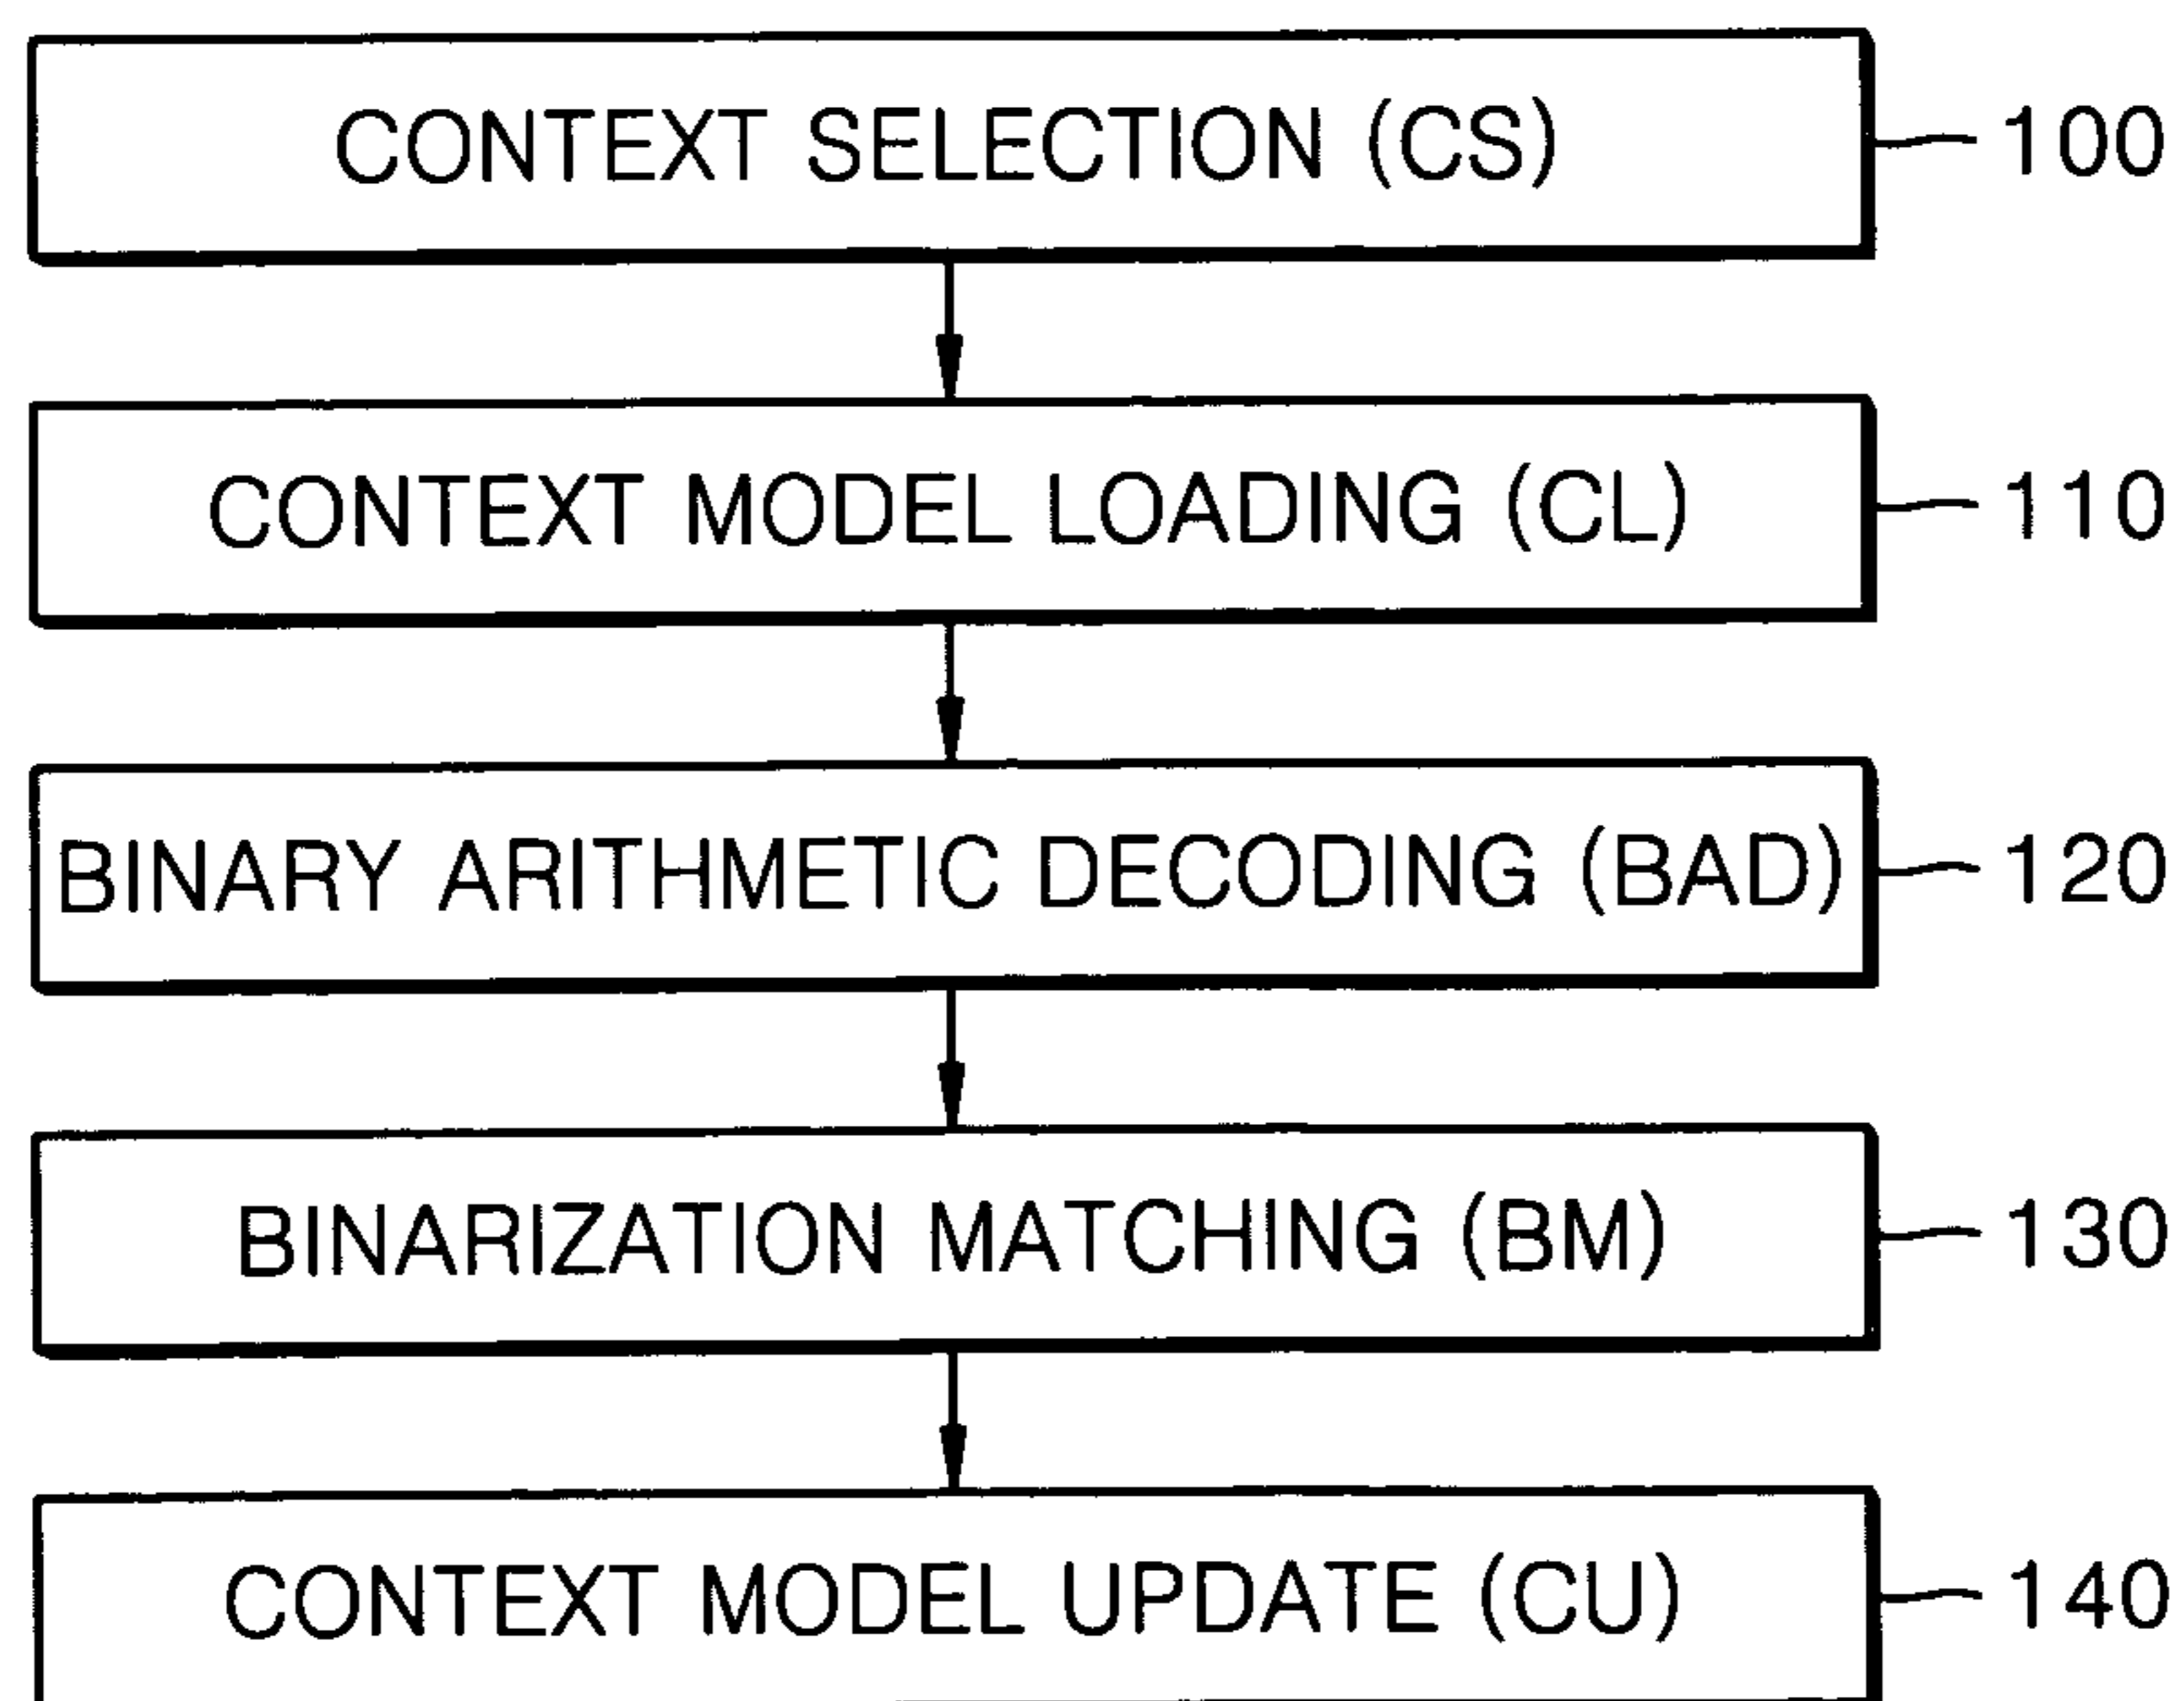 CONTEXT SELECTION (CS) 100
CONTEXT MODEL LOADING (CL) 110
BINARY ARITHMETIC DECODING (BAD) 120
BINARIZATION MATCHING (BM) 130
CONTEXT MODEL UPDATE (CU) 140